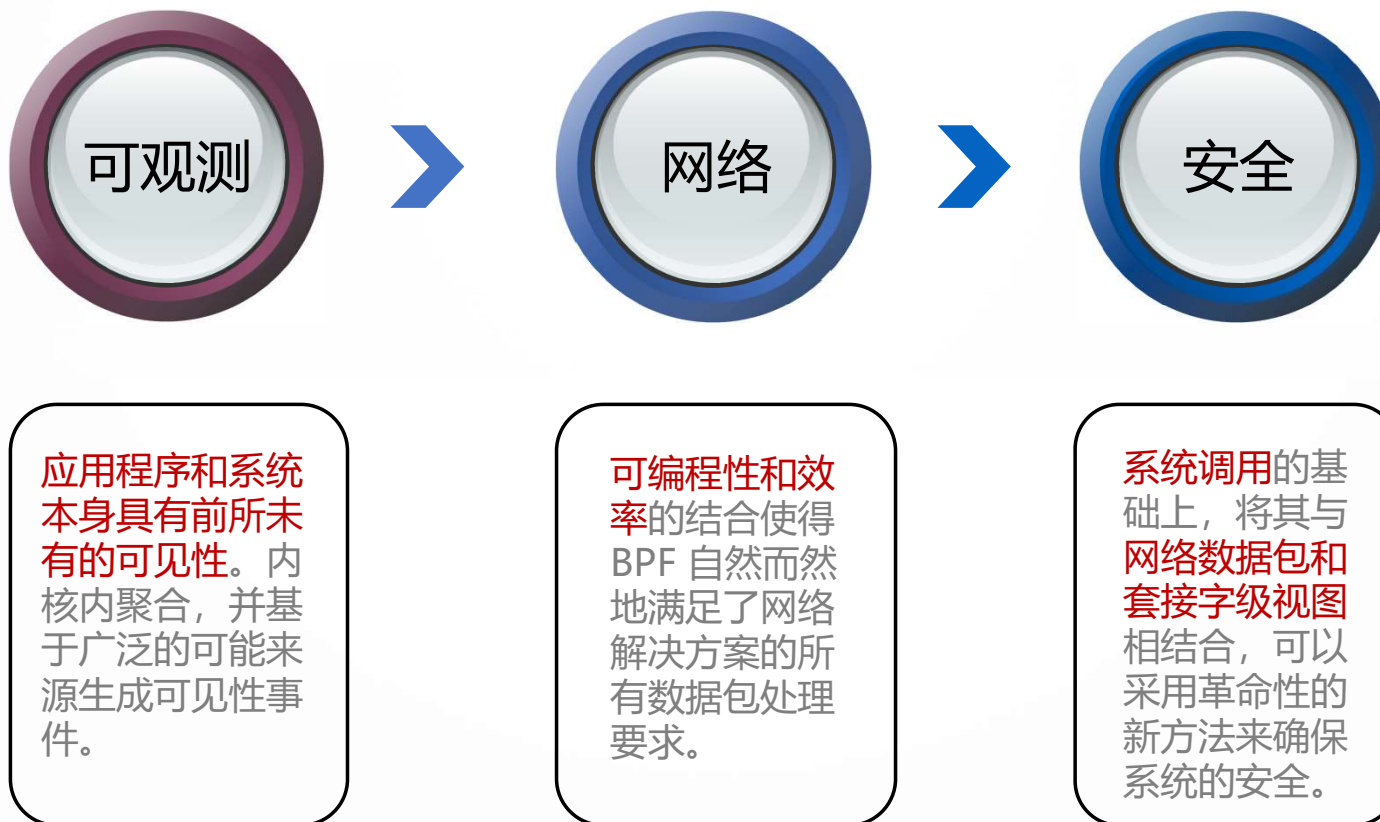 可观测
网络
安全
应用程序和系统
本身具有前所未
有的可见性。内
核内聚合，并基
于广泛的可能来
源生成可见性事
件。
可编程性和效
率的结合使得
BPF 自然而然
地满足了网络
解决方案的所
有数据包处理
要求。
系统调用的基
础上，将其与
网络数据包和
套接字级视图
相结合，可以
采用革命性的
新方法来确保
系统的安全。